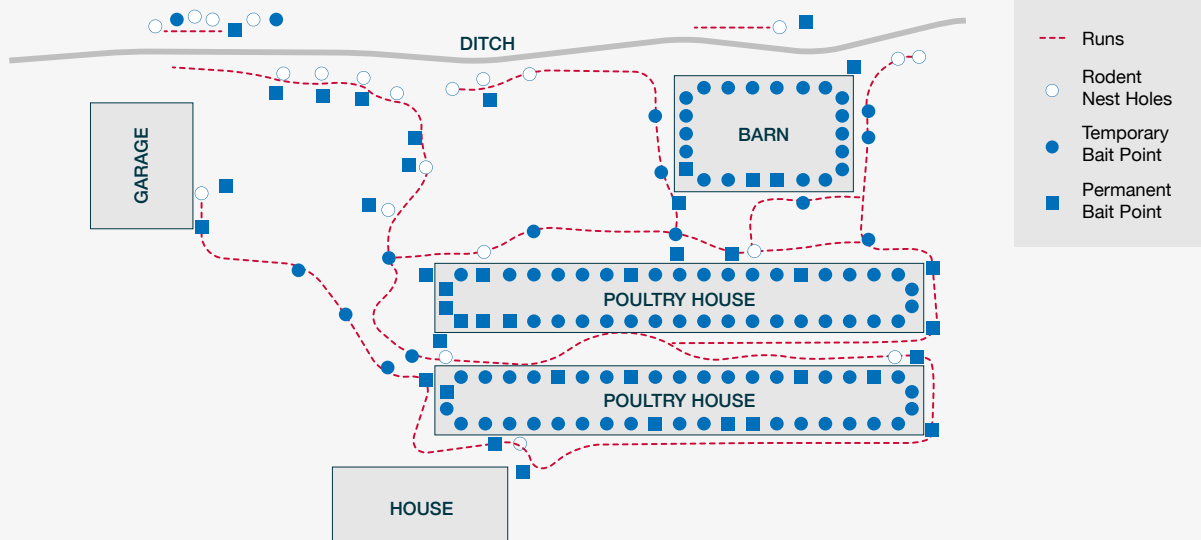 DITCH
GARAGE
BARN
POULTRY HOUSE
POULTRY HOUSE
HOUSE
Runs
Rodent
Nest Holes
Temporary
Bait Point
Permanent
Bait Point